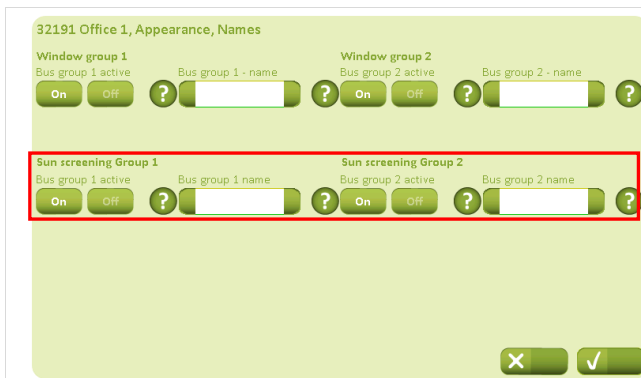 32191 Office 1, Appearance, Names
Window group 1 Window group 2
Bus group 1 active Bus group 1 - name Bus group 2 active Bus group 2 - name
On Off ? ? On Off ? ?
Sun screening Group 1 Sun screening Group 2
Bus group 1 active Bus group 1 name Bus group 2 active Bus group 2 name
On Off ? ? On Off ? ?